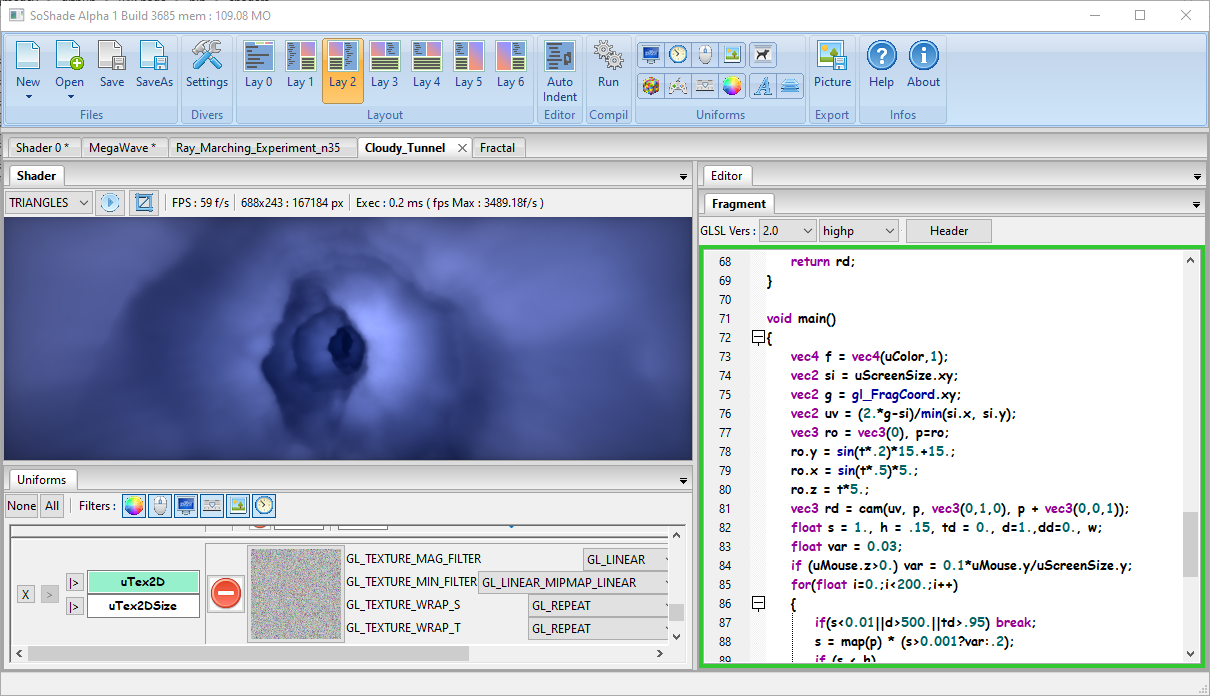 SoShade Alpha 1 Build 3685 mem : 109.08 MO
New Open Save SaveAs Settings Lay 0 Lay 1 Lay 2 Lay 3 Lay 4 Lay 5 Lay 6 Auto Indent Run Picture Help About
Files Divers Layout Editor Compil Uniforms Export Infos
Shader 0 * MegaWave * Ray_Marching_Experiment_n35 Cloudy_Tunnel Fractal
Shader
TRIANGLES FPS : 59 f/s 688x243 : 167184 px Exec : 0.2 ms ( fps Max : 3489.18f/s )
Uniforms
None All Filters :
X > |> uTex2D
|> uTex2DSize
GL_TEXTURE_MAG_FILTER GL_LINEAR
GL_TEXTURE_MIN_FILTER GL_LINEAR_MIPMAP_LINEAR
GL_TEXTURE_WRAP_S GL_REPEAT
GL_TEXTURE_WRAP_T GL_REPEAT
Editor
Fragment
GLSL Vers : 2.0 highp Header
68 return rd;
69 }
70
71 void main()
72 {
73 vec4 f = vec4(uColor,1);
74 vec2 si = uScreenSize.xy;
75 vec2 g = gl_FragCoord.xy;
76 vec2 uv = (2.*g-si)/min(si.x, si.y);
77 vec3 ro = vec3(0), p=ro;
78 ro.y = sin(t*.2)*15.+15.;
79 ro.x = sin(t*.5)*5.;
80 ro.z = t*5.;
81 vec3 rd = cam(uv, p, vec3(0,1,0), p + vec3(0,0,1));
82 float s = 1., h = .15, td = 0., d=1.,dd=0., w;
83 float var = 0.03;
84 if (uMouse.z>0.) var = 0.1*uMouse.y/uScreenSize.y;
85 for(float i=0.;i<200.;i++)
86 {
87 if(s<0.01||d>500.||td>.95) break;
88 s = map(p) * (s>0.001?var:.2);
89 if (s < h)